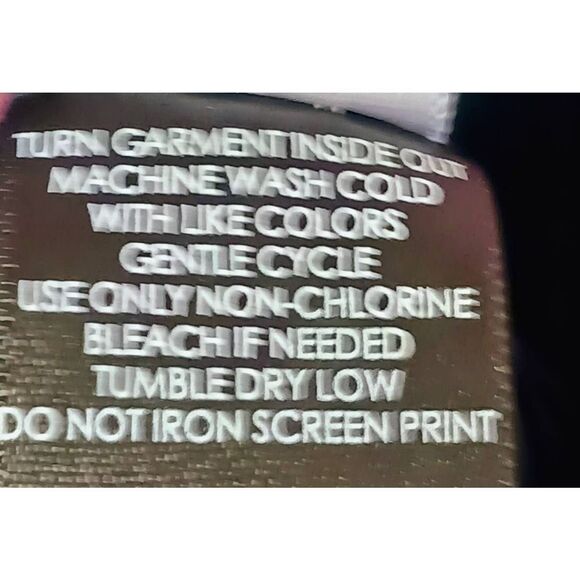 TURN GARMENT INSIDE OUT
MACHINE WASH COLD
WITH LIKE COLORS
GENTLE CYCLE
USE ONLY NON-CHLORINE
BLEACH IF NEEDED
TUMBLE DRY LOW
DO NOT IRON SCREEN PRINT